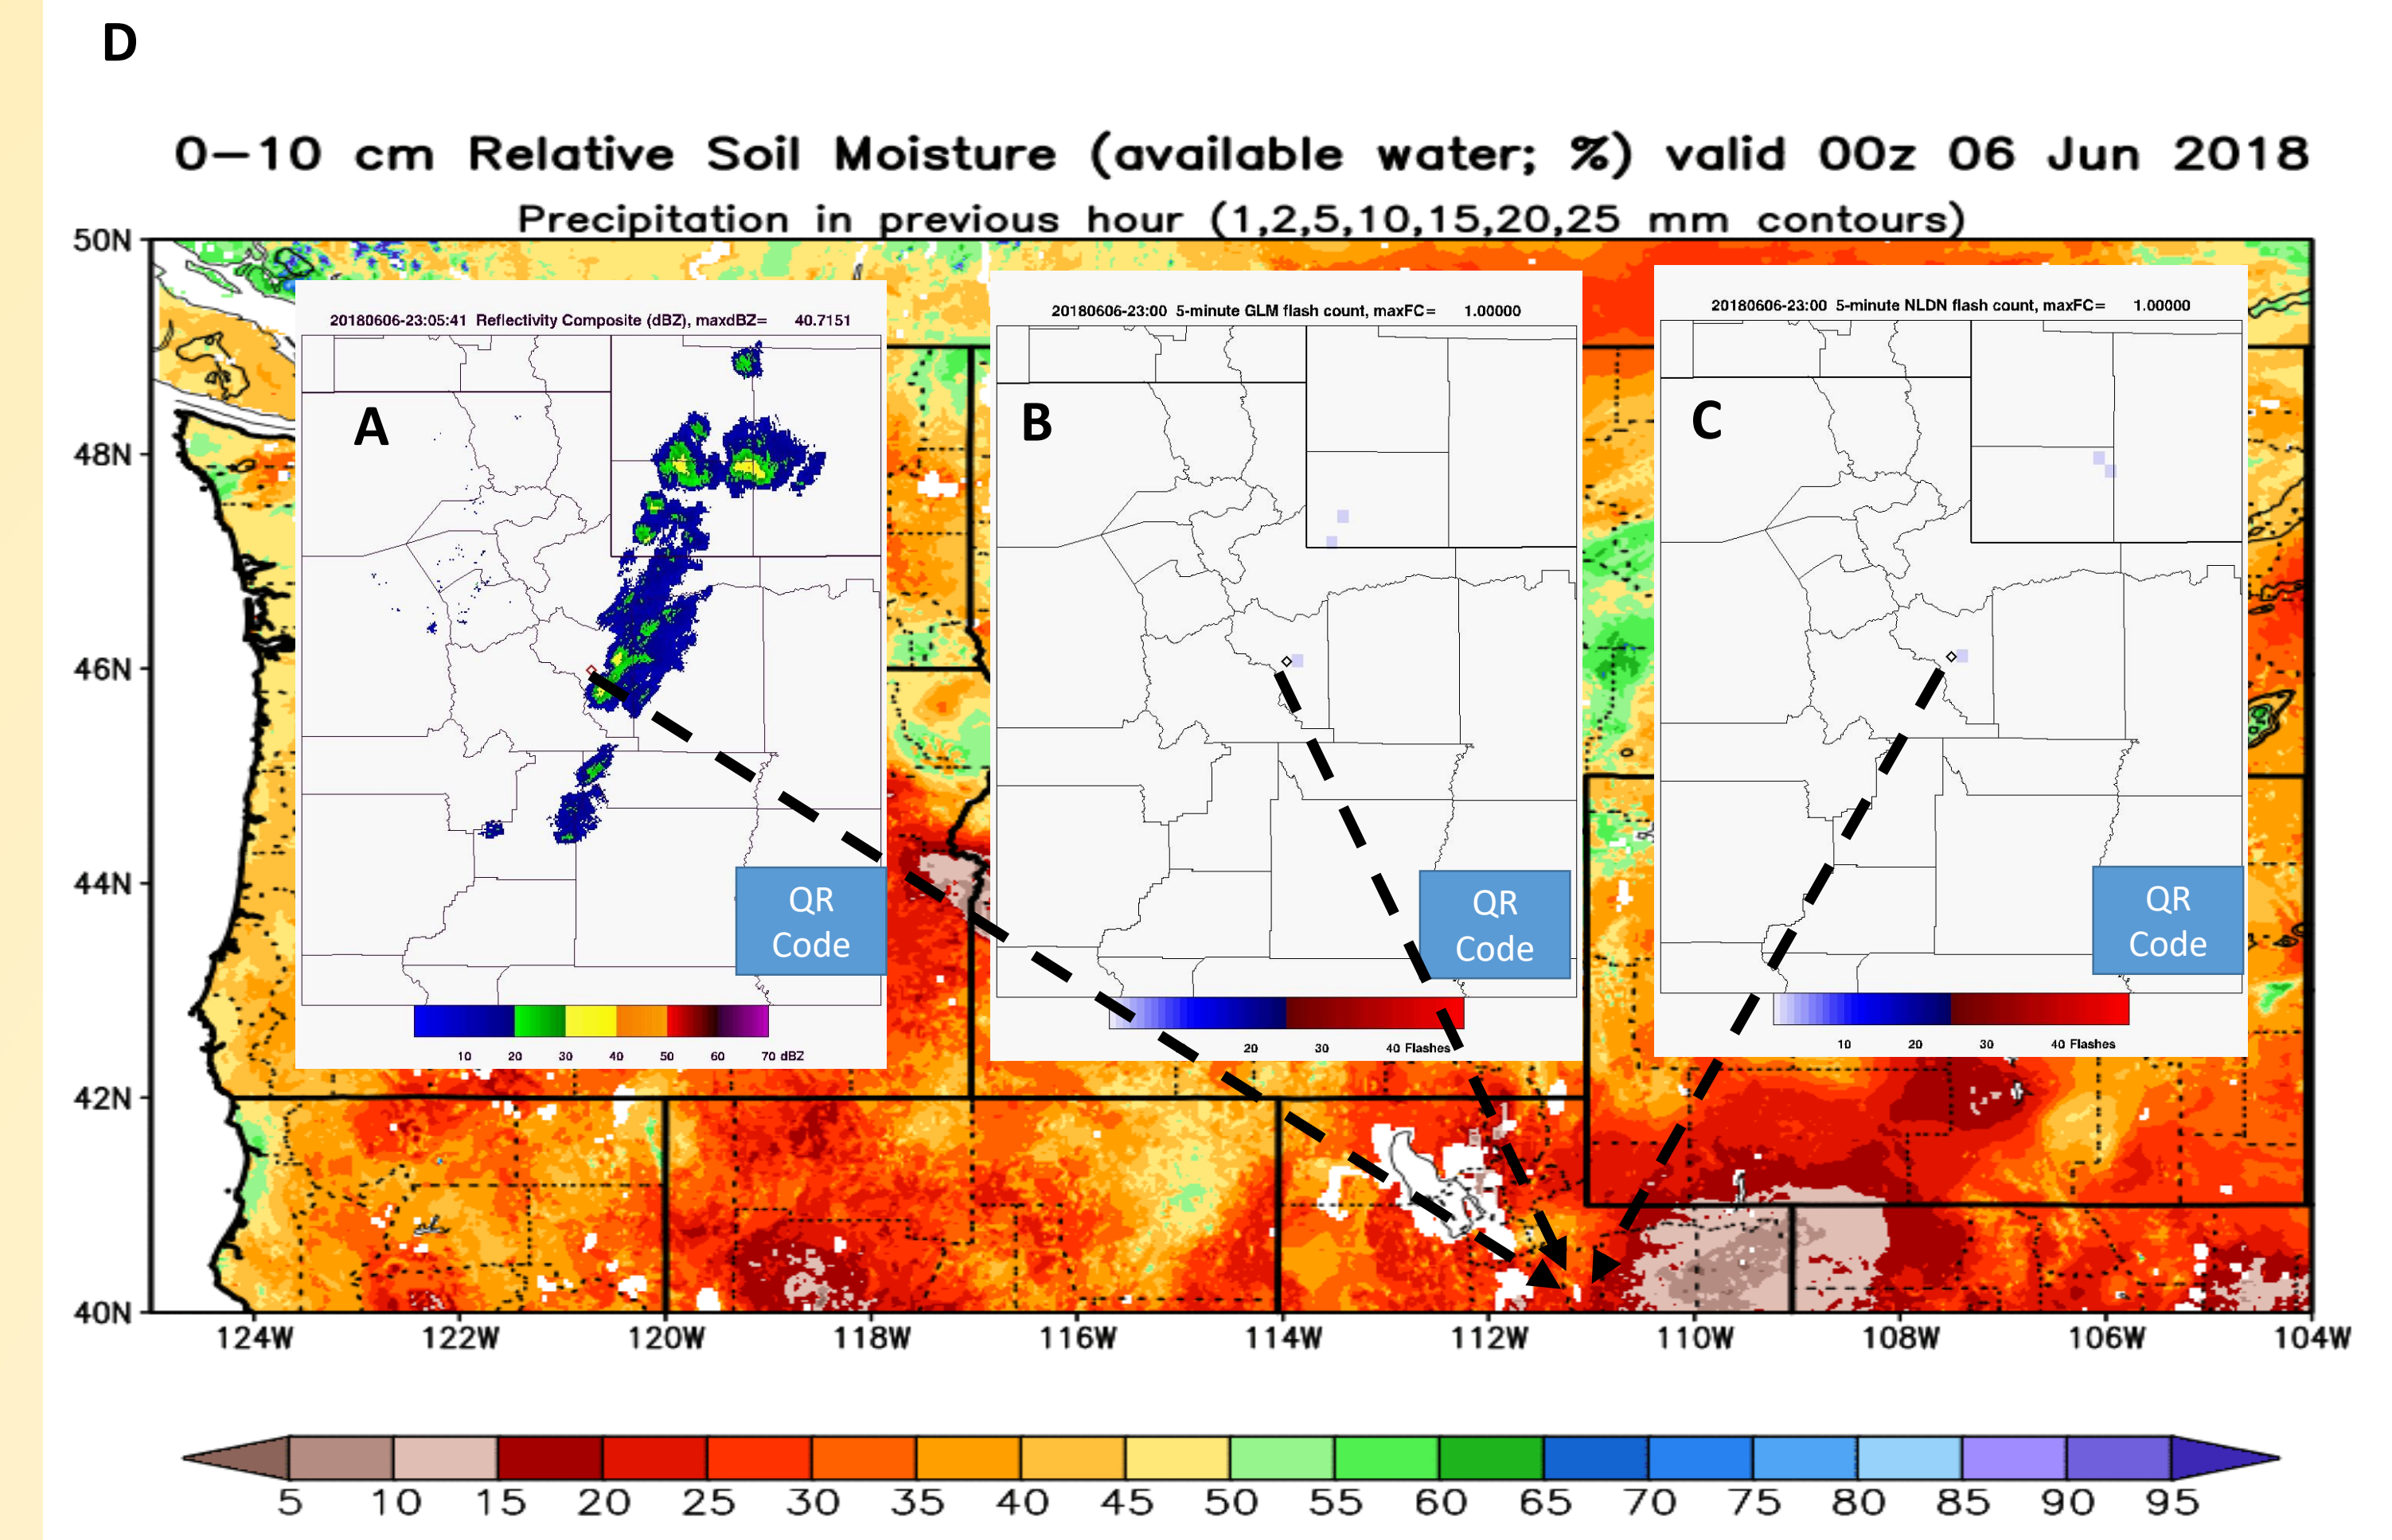 D
0−10 cm Relative Soil Moisture (available water; %) valid 00z 06 Jun 2018
Precipitation in previous hour (1,2,5,10,15,20,25 mm contours)
50N
48N
46N
44N
42N
40N
124W 122W 120W 118W 116W 114W 112W 110W 108W 106W 104W
20180606-23:05:41 Reflectivity Composite (dBZ), maxdBZ= 40.7151
A
QR
Code
10 20 30 40 50 60 70 dBZ
20180606-23:00 5-minute GLM flash count, maxFC= 1.00000
B
QR
Code
20 30 40 Flashes
20180606-23:00 5-minute NLDN flash count, maxFC= 1.00000
C
QR
Code
10 20 30 40 Flashes
5 10 15 20 25 30 35 40 45 50 55 60 65 70 75 80 85 90 95